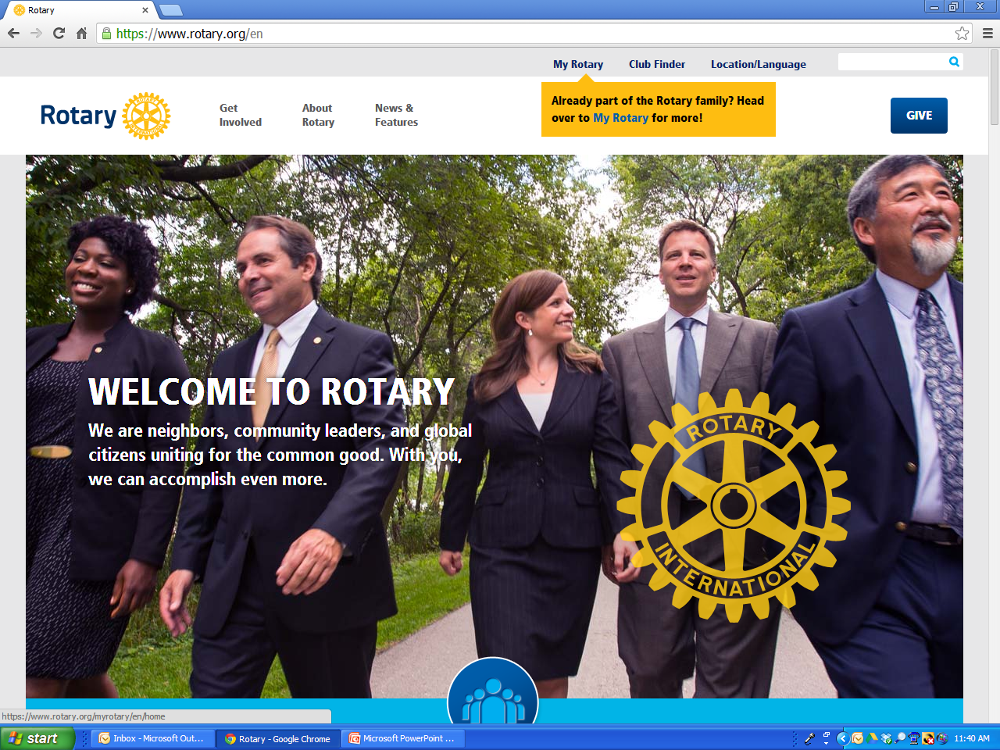 Rotary
https://www.rotary.org/en
My Rotary
Club Finder
Location/Language
Rotary
ROTARY
INTERNATIONAL
Get
Involved
About
Rotary
News &
Features
Already part of the Rotary family? Head
over to My Rotary for more!
GIVE
WELCOME TO ROTARY
We are neighbors, community leaders, and global
citizens uniting for the common good. With you,
we can accomplish even more.
ROTARY
INTERNATIONAL
https://www.rotary.org/myrotary/en/home
start
Inbox - Microsoft Out...
Rotary - Google Chrome
Microsoft PowerPoint ...
11:40 AM